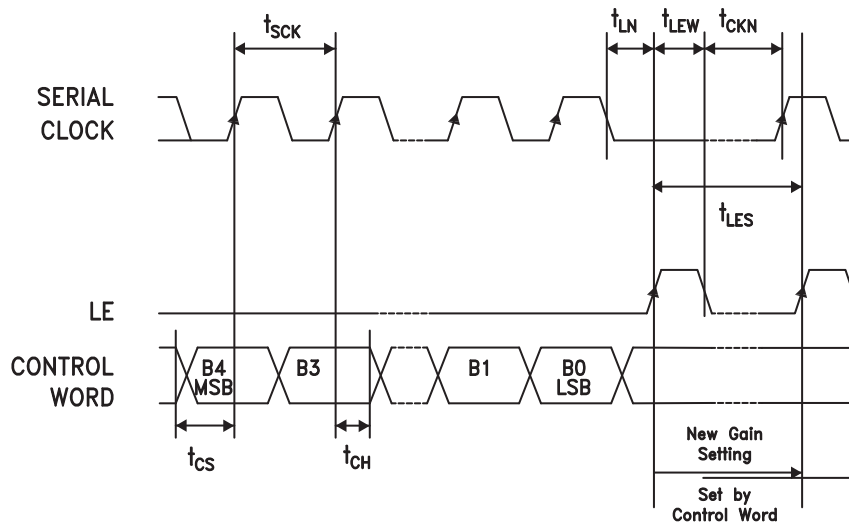 tSCK
tLN
tLEW
tCKN
SERIAL
CLOCK
tLES
LE
CONTROL
WORD
B4
MSB
B3
B1
B0
LSB
tCS
tCH
New Gain
Setting
Set by
Control Word